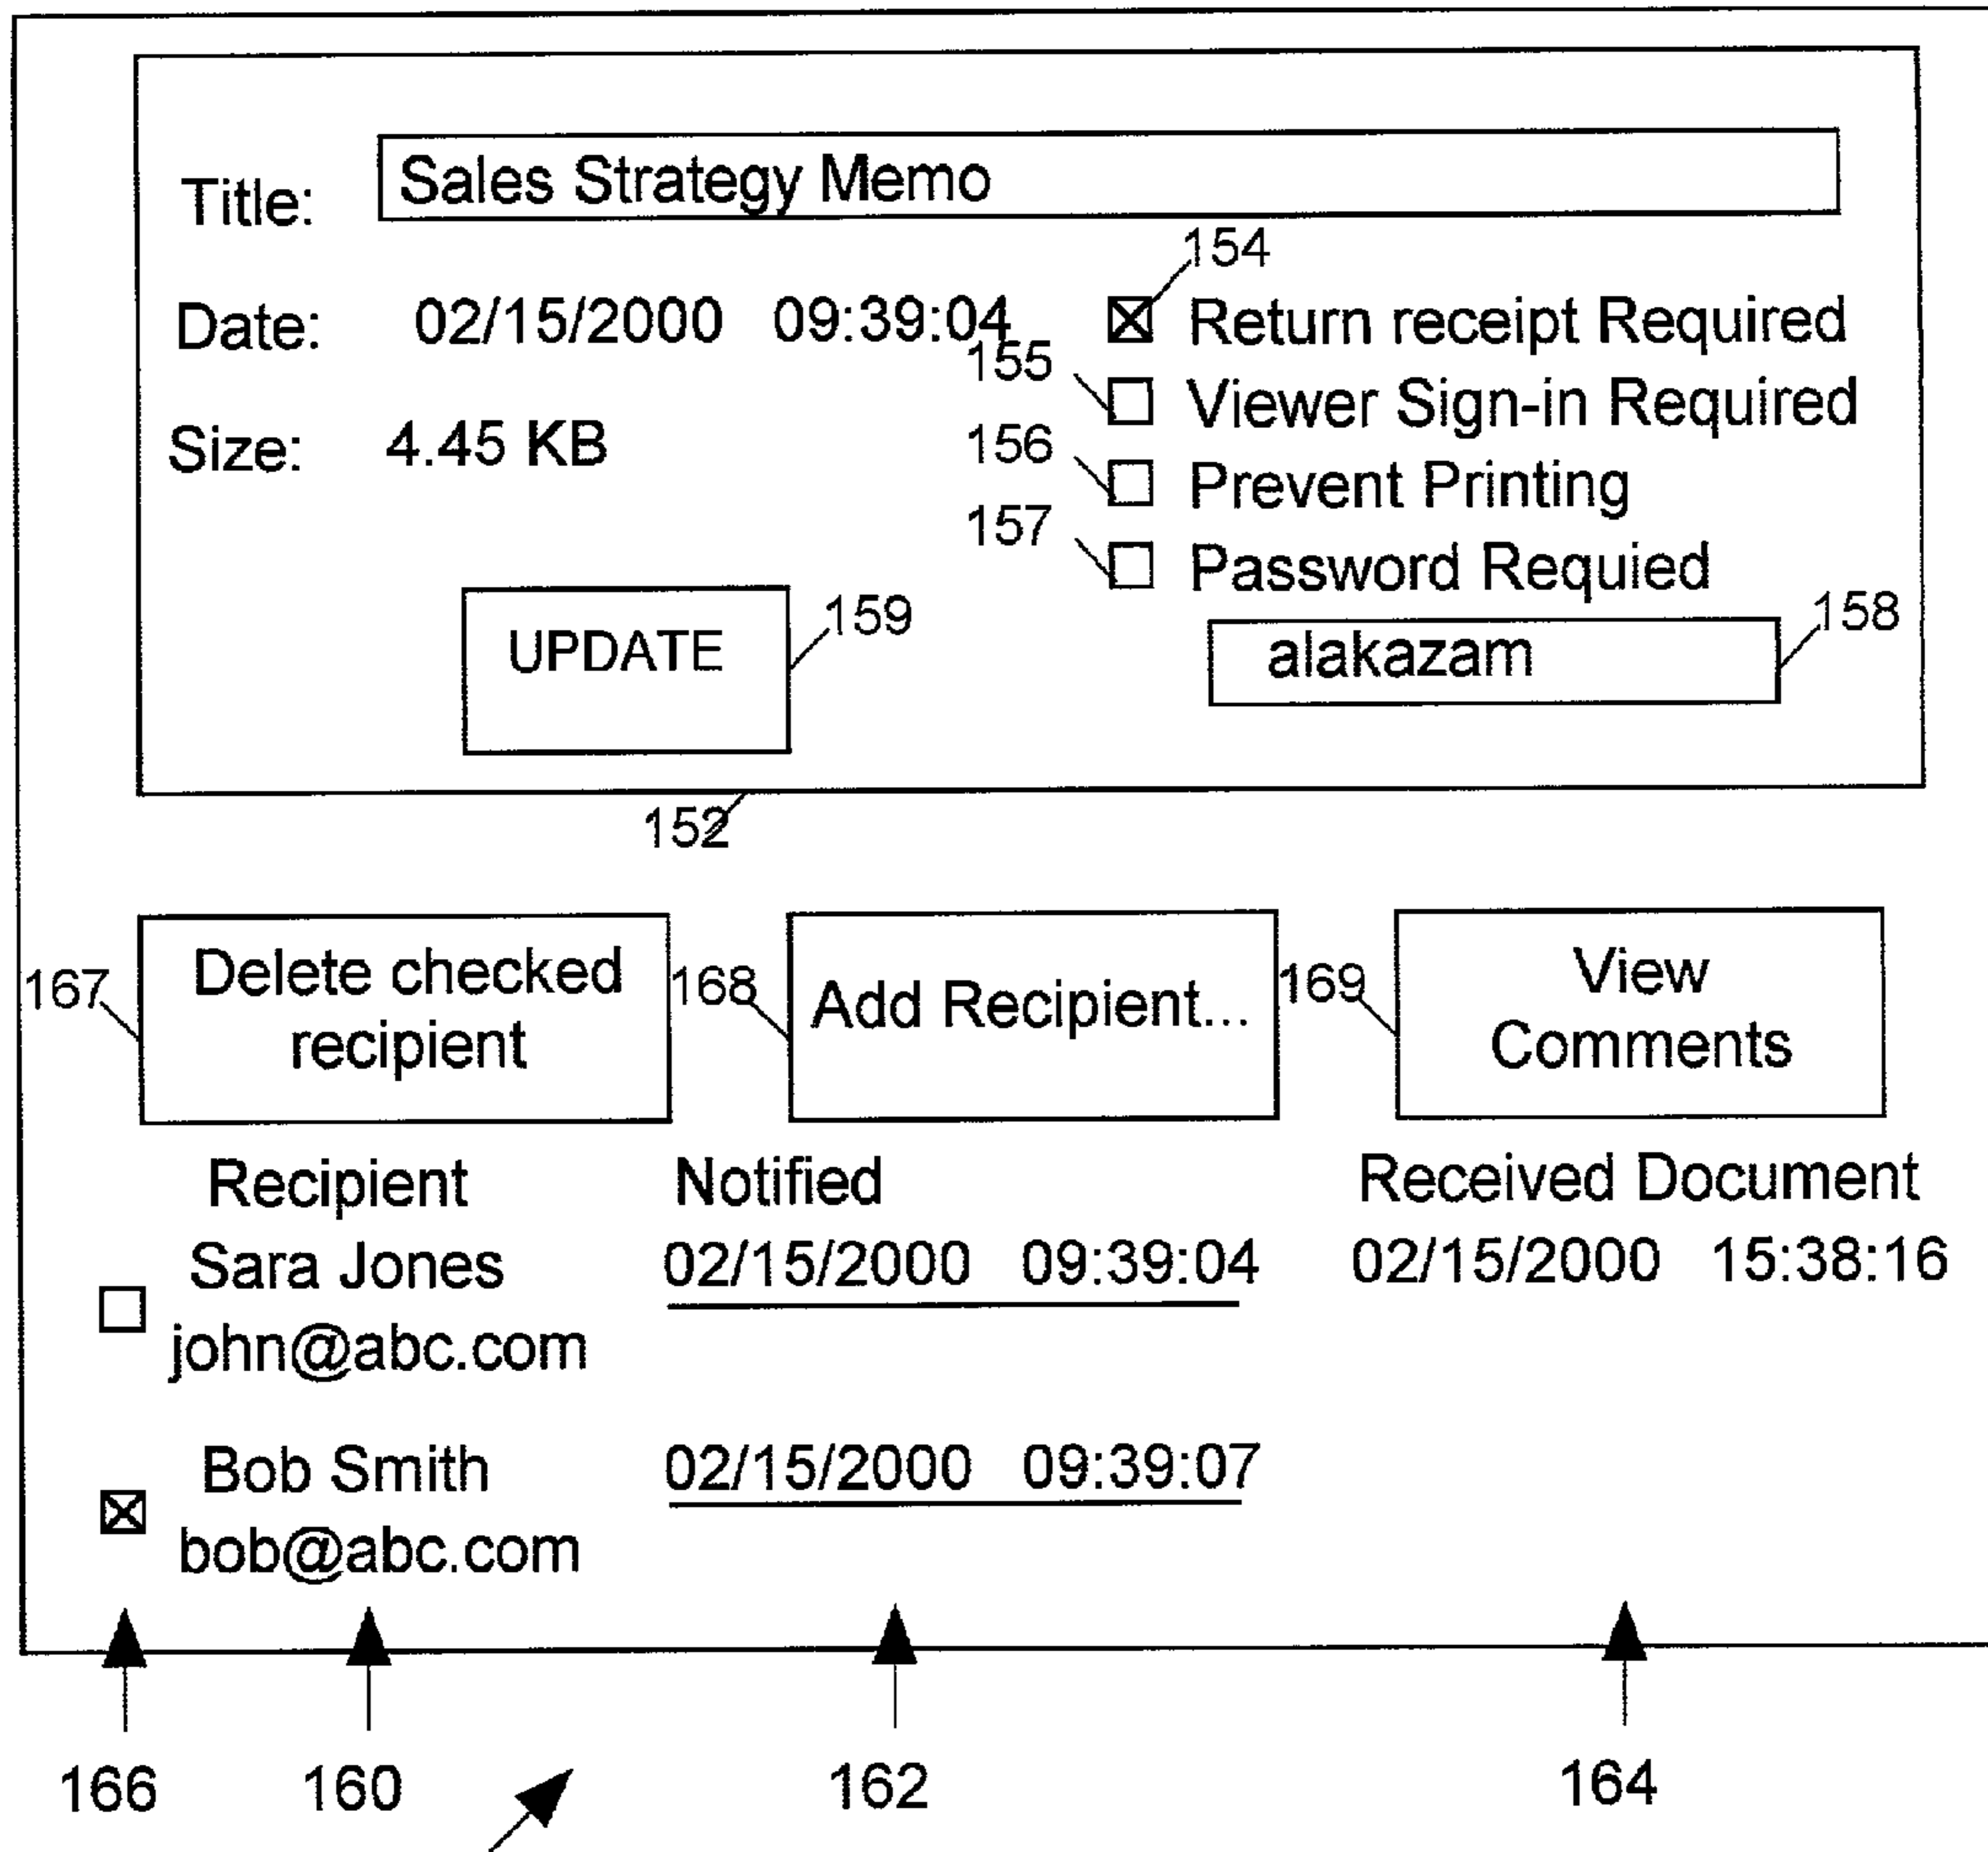 Title: Sales Strategy Memo
154
Date: 02/15/2000 09:39:04 Return receipt Required
155 Viewer Sign-in Required
Size: 4.45 KB 156 Prevent Printing
157 Password Requied
UPDATE 159 alakazam 158
152
167 Delete checked recipient
168 Add Recipient...
169 View Comments
Recipient Notified Received Document
Sara Jones 02/15/2000 09:39:04 02/15/2000 15:38:16
john@abc.com
Bob Smith 02/15/2000 09:39:07
bob@abc.com
166 160 162 164